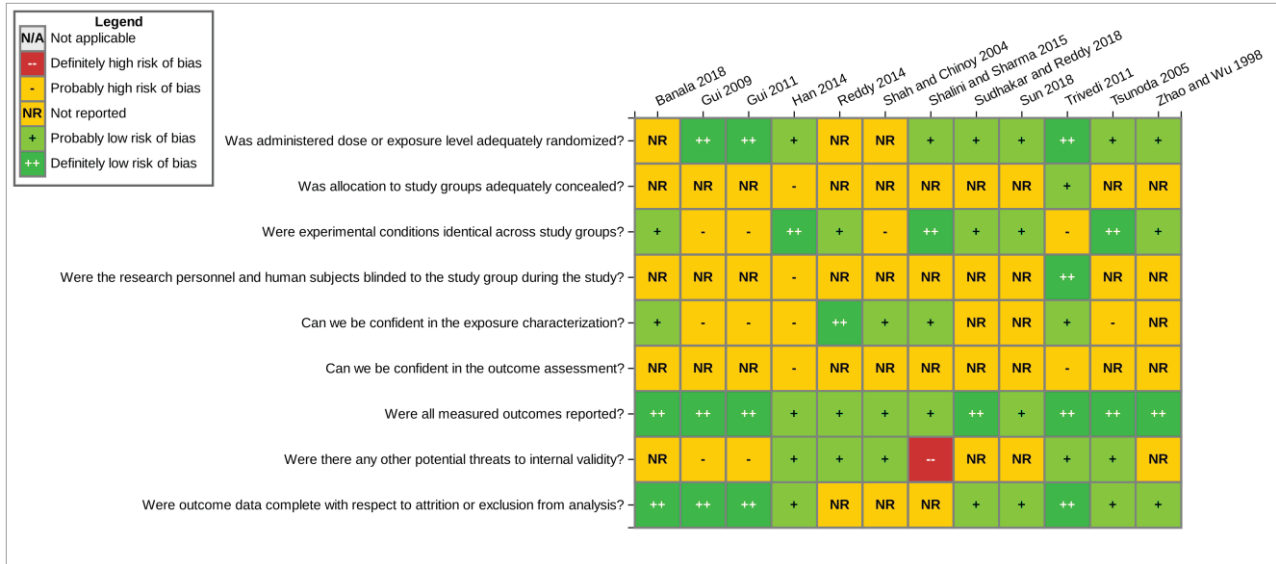 Legend
N/A Not applicable
-- Definitely high risk of bias
- Probably high risk of bias
NR Not reported
+ Probably low risk of bias
++ Definitely low risk of bias
Banala 2018 Gui 2009 Gui 2011 Han 2014 Reddy 2014 Shah and Chinoy 2004 Shalini and Sharma 2015 Sudhakar and Reddy 2018 Sun 2018 Trivedi 2011 Tsunoda 2005 Zhao and Wu 1998
Was administered dose or exposure level adequately randomized? NR ++ ++ + NR NR + + + ++ + +
Was allocation to study groups adequately concealed? NR NR NR - NR NR NR NR NR + NR NR
Were experimental conditions identical across study groups? + - - ++ + - ++ + + - ++ +
Were the research personnel and human subjects blinded to the study group during the study? NR NR NR - NR NR NR NR NR ++ NR NR
Can we be confident in the exposure characterization? + - - - ++ + + NR NR + - NR
Can we be confident in the outcome assessment? NR NR NR - NR NR NR NR NR - NR NR
Were all measured outcomes reported? ++ ++ ++ + + + + ++ + ++ ++ ++
Were there any other potential threats to internal validity? NR - - + + + -- NR NR + + NR
Were outcome data complete with respect to attrition or exclusion from analysis? ++ ++ ++ + NR NR NR + + ++ + +